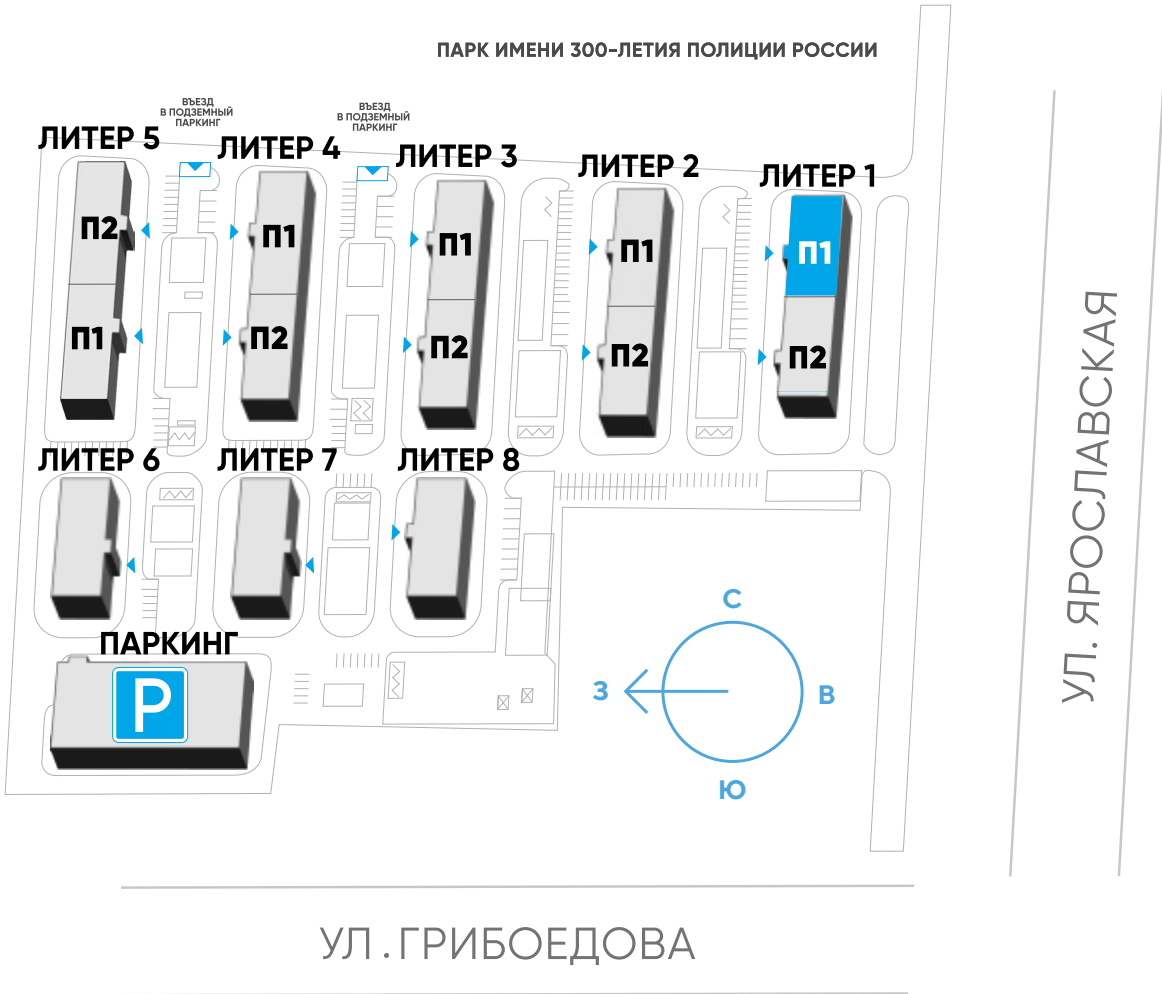 ПАРК ИМЕНИ 300-ЛЕТИЯ ПОЛИЦИИ РОССИИ
ВЪЕЗД
В ПОДЗЕМНЫЙ
ПАРКИНГ
ВЪЕЗД
В ПОДЗЕМНЫЙ
ПАРКИНГ
ЛИТЕР 5
ЛИТЕР 4
ЛИТЕР 3
ЛИТЕР 2
ЛИТЕР 1
П2
П1
П1
П1
П1
П1
П2
П2
П2
П2
ЛИТЕР 6
ЛИТЕР 7
ЛИТЕР 8
ПАРКИНГ
P
С
З
В
Ю
УЛ. ЯРОСЛАВСКАЯ
УЛ.ГРИБОЕДОВА